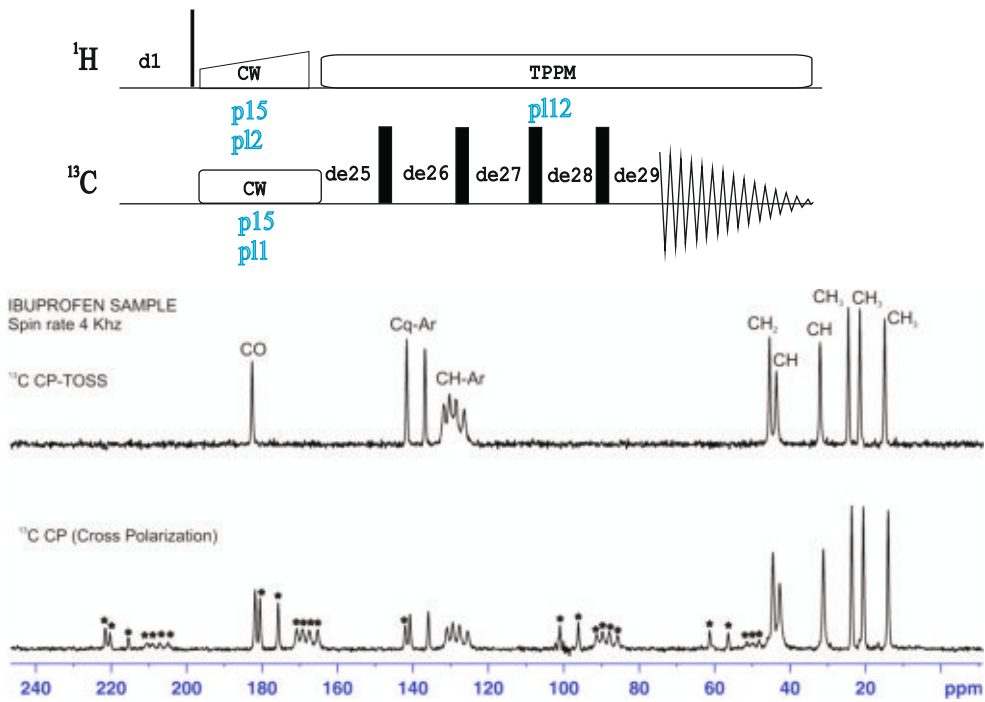 ¹H d1 CW TPPM
p15 pl12
pl2
¹³C CW de25 de26 de27 de28 de29
p15
pl1
IBUPROFEN SAMPLE
Spin rate 4 Khz
¹³C CP-TOSS
CO Cq-Ar CH-Ar CH₂ CH CH CH₃ CH₃ CH₃
¹³C CP (Cross Polarization)
* * * * * * * * * * * * * * * * * * * * * * * * *
240 220 200 180 160 140 120 100 80 60 40 20 ppm